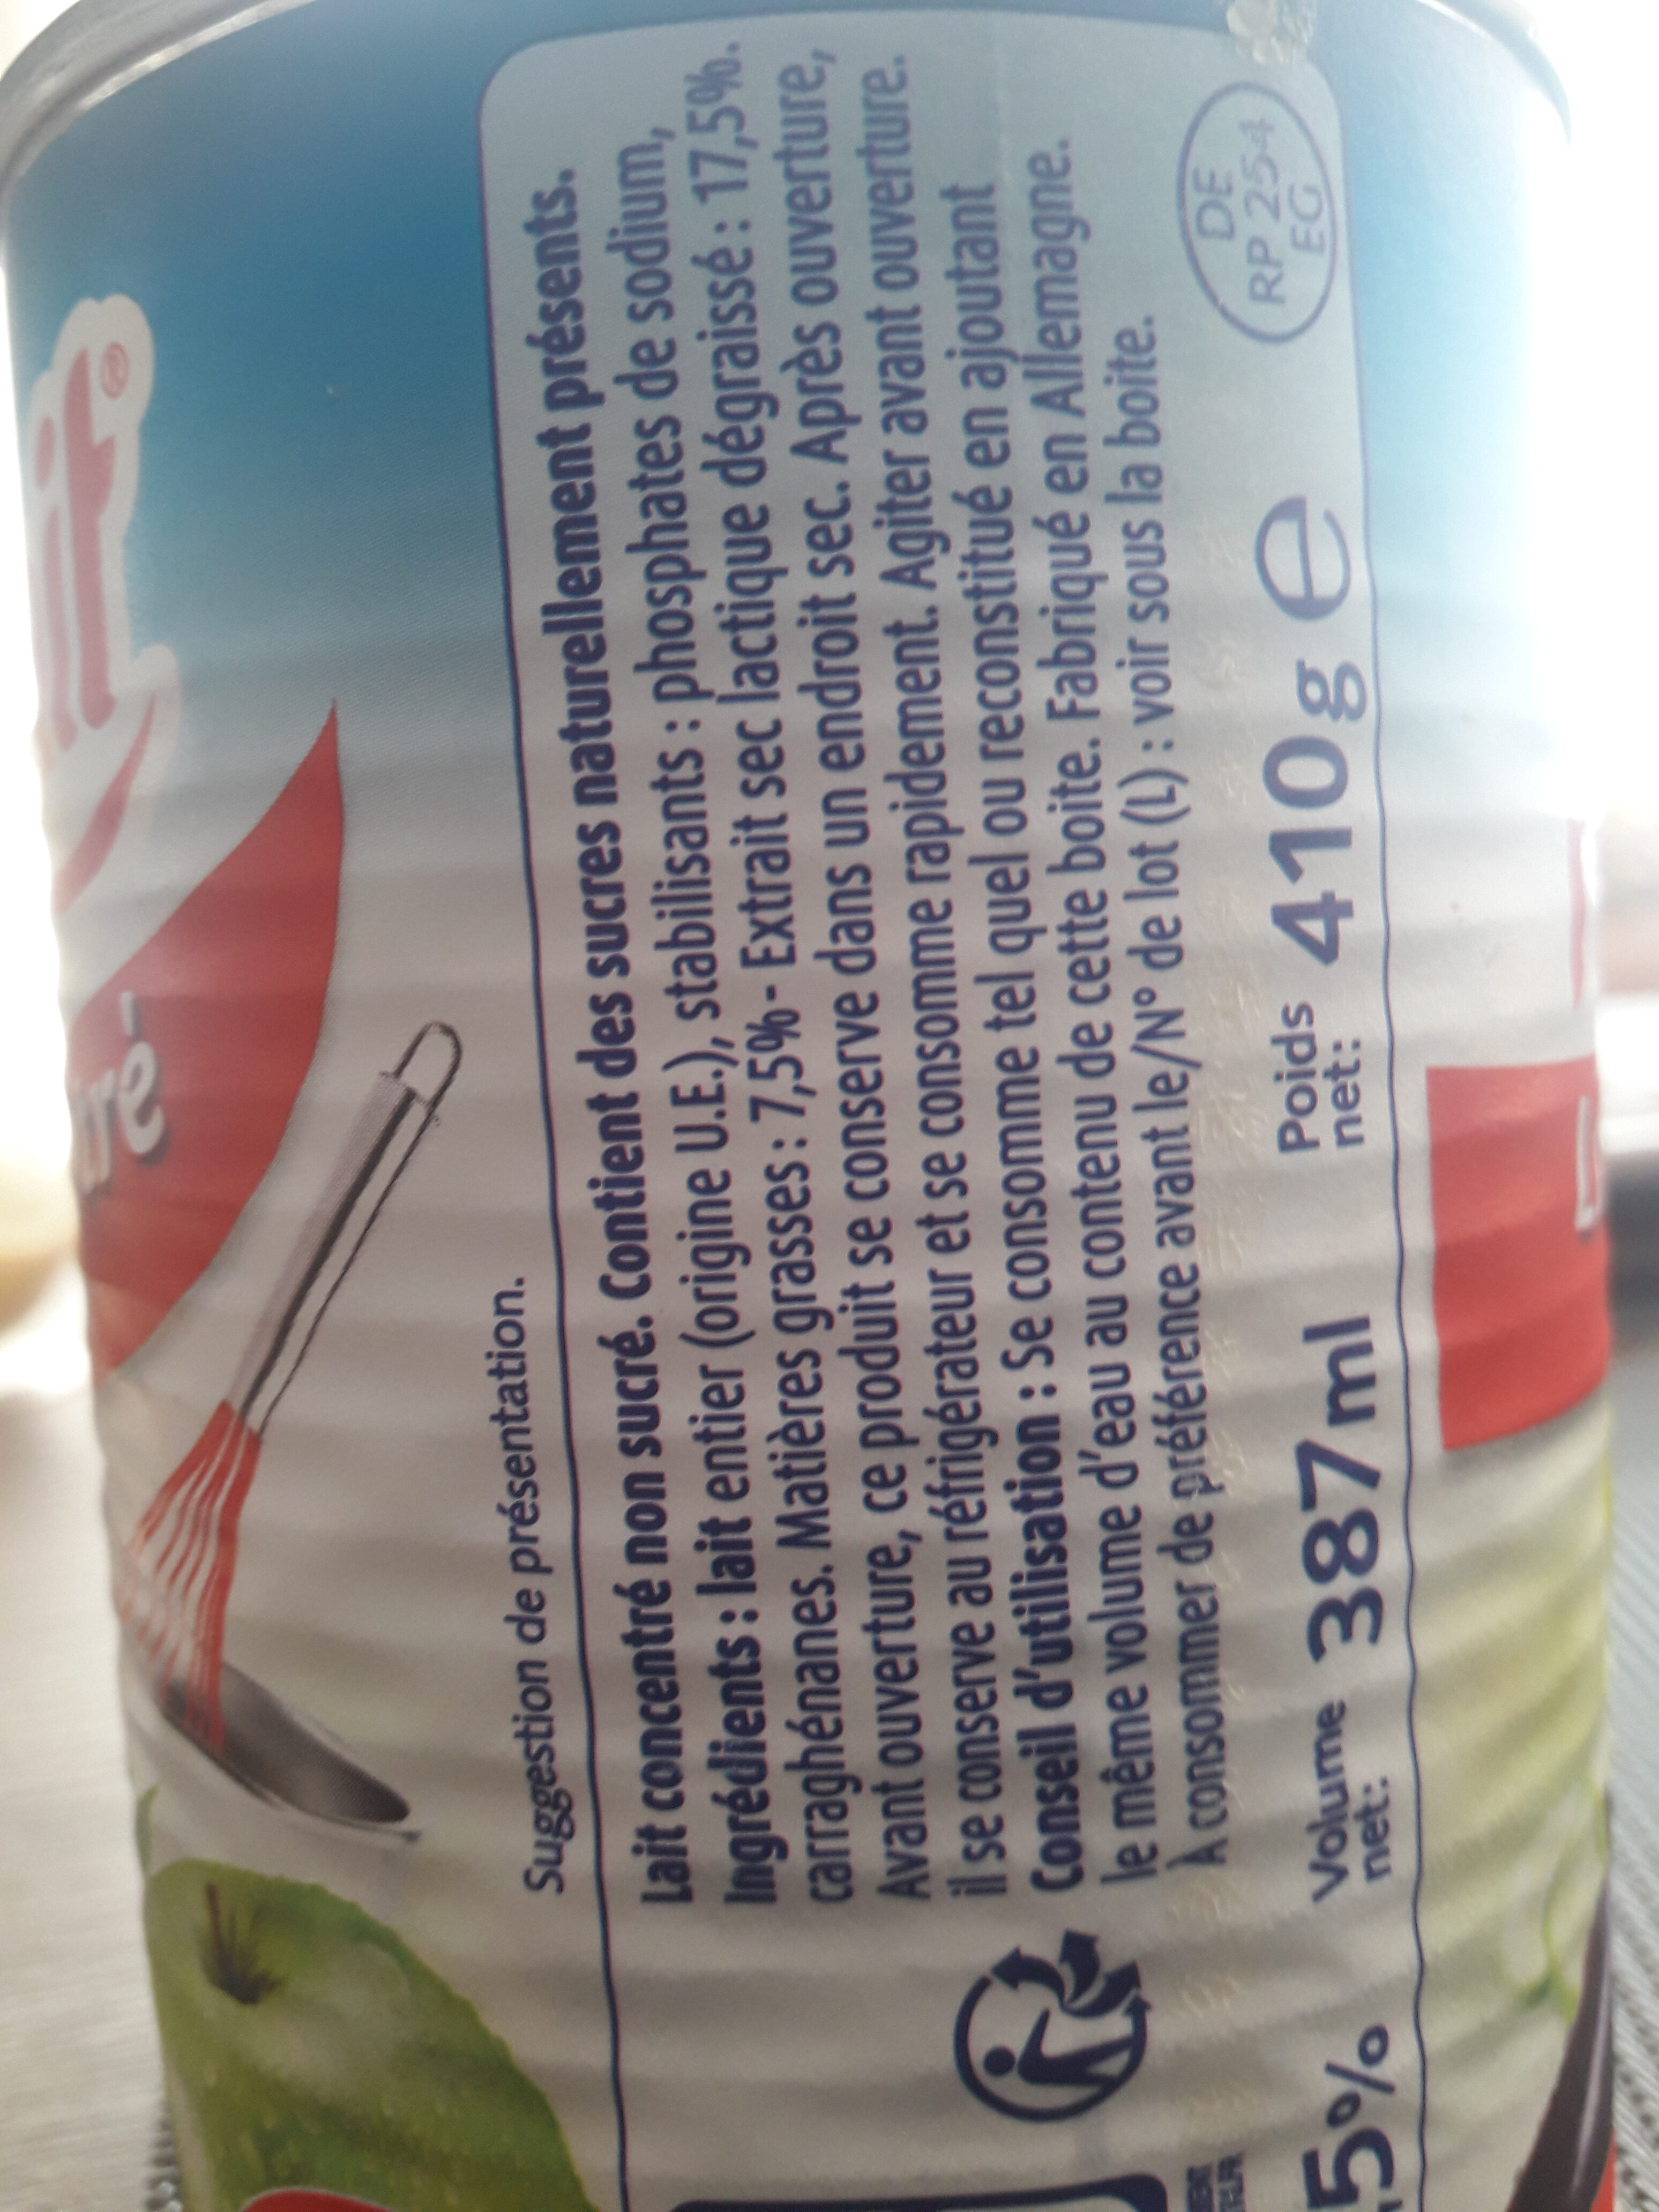 it®
ré
Suggestion de présentation.
Lait concentré non sucré. Contient des sucres naturellement présents.
Ingrédients : lait entier (origine U.E.), stabilisants : phosphates de sodium,
carraghénanes. Matières grasses : 7,5% - Extrait sec lactique dégraissé : 17,5%.
Avant ouverture, ce produit se conserve dans un endroit sec. Après ouverture,
il se conserve au réfrigérateur et se consomme rapidement. Agiter avant ouverture.
Conseil d'utilisation : Se consomme tel quel ou reconstitué en ajoutant
le même volume d'eau au contenu de cette boite. Fabriqué en Allemagne.
À consommer de préférence avant le/N° de lot (L) : voir sous la boite.
DE
RP 254
EG
5%
Volume
net:
387 ml
Poids
net:
410g e